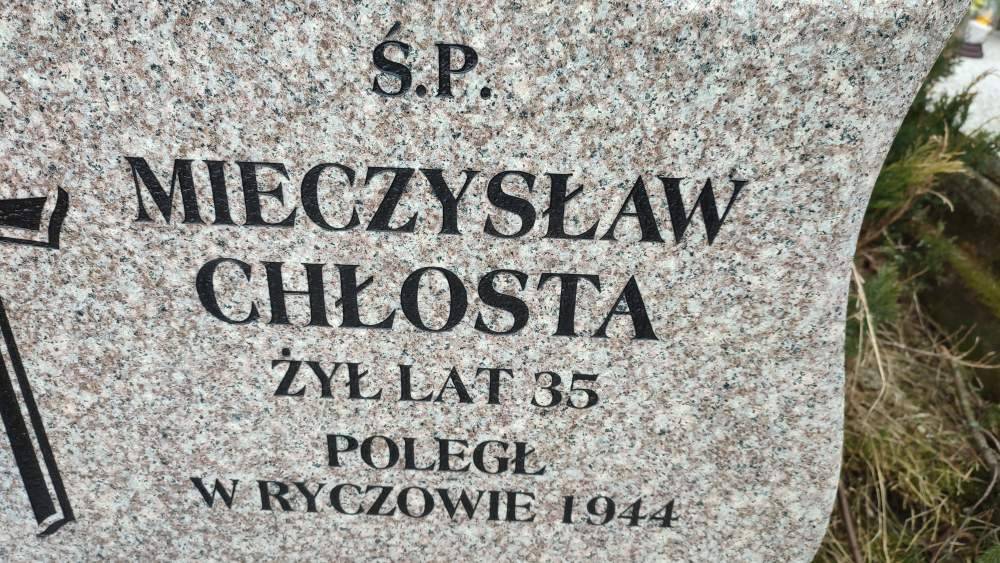 Ś.P.
MIECZYSŁAW
CHŁOSTA
ŻYŁ LAT 35
POLEGŁ
W RYCZOWIE 1944